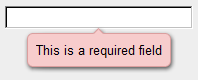 This is a required field